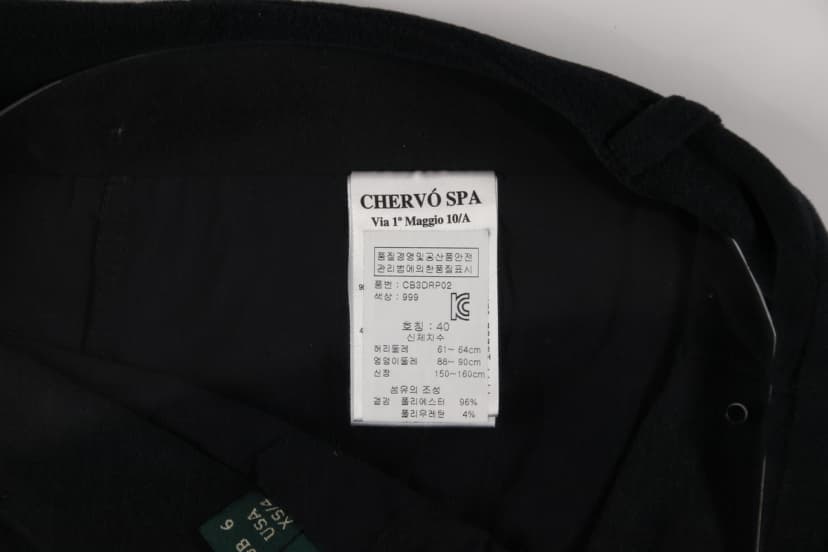 CHERVÓ SPA
Via 1ª Maggio 10/A
품질경영및공산품안전
관리법에의한품질표시
품번 : CB3DRP02
색상 : 999
호칭 : 40
신체치수
허리둘레 61~ 64cm
엉덩이둘레 88~ 90cm
신장 150~160cm
섬유의 조성
겉감 폴리에스터 96%
폴리우레탄 4%
GB 6
USA
XS/4